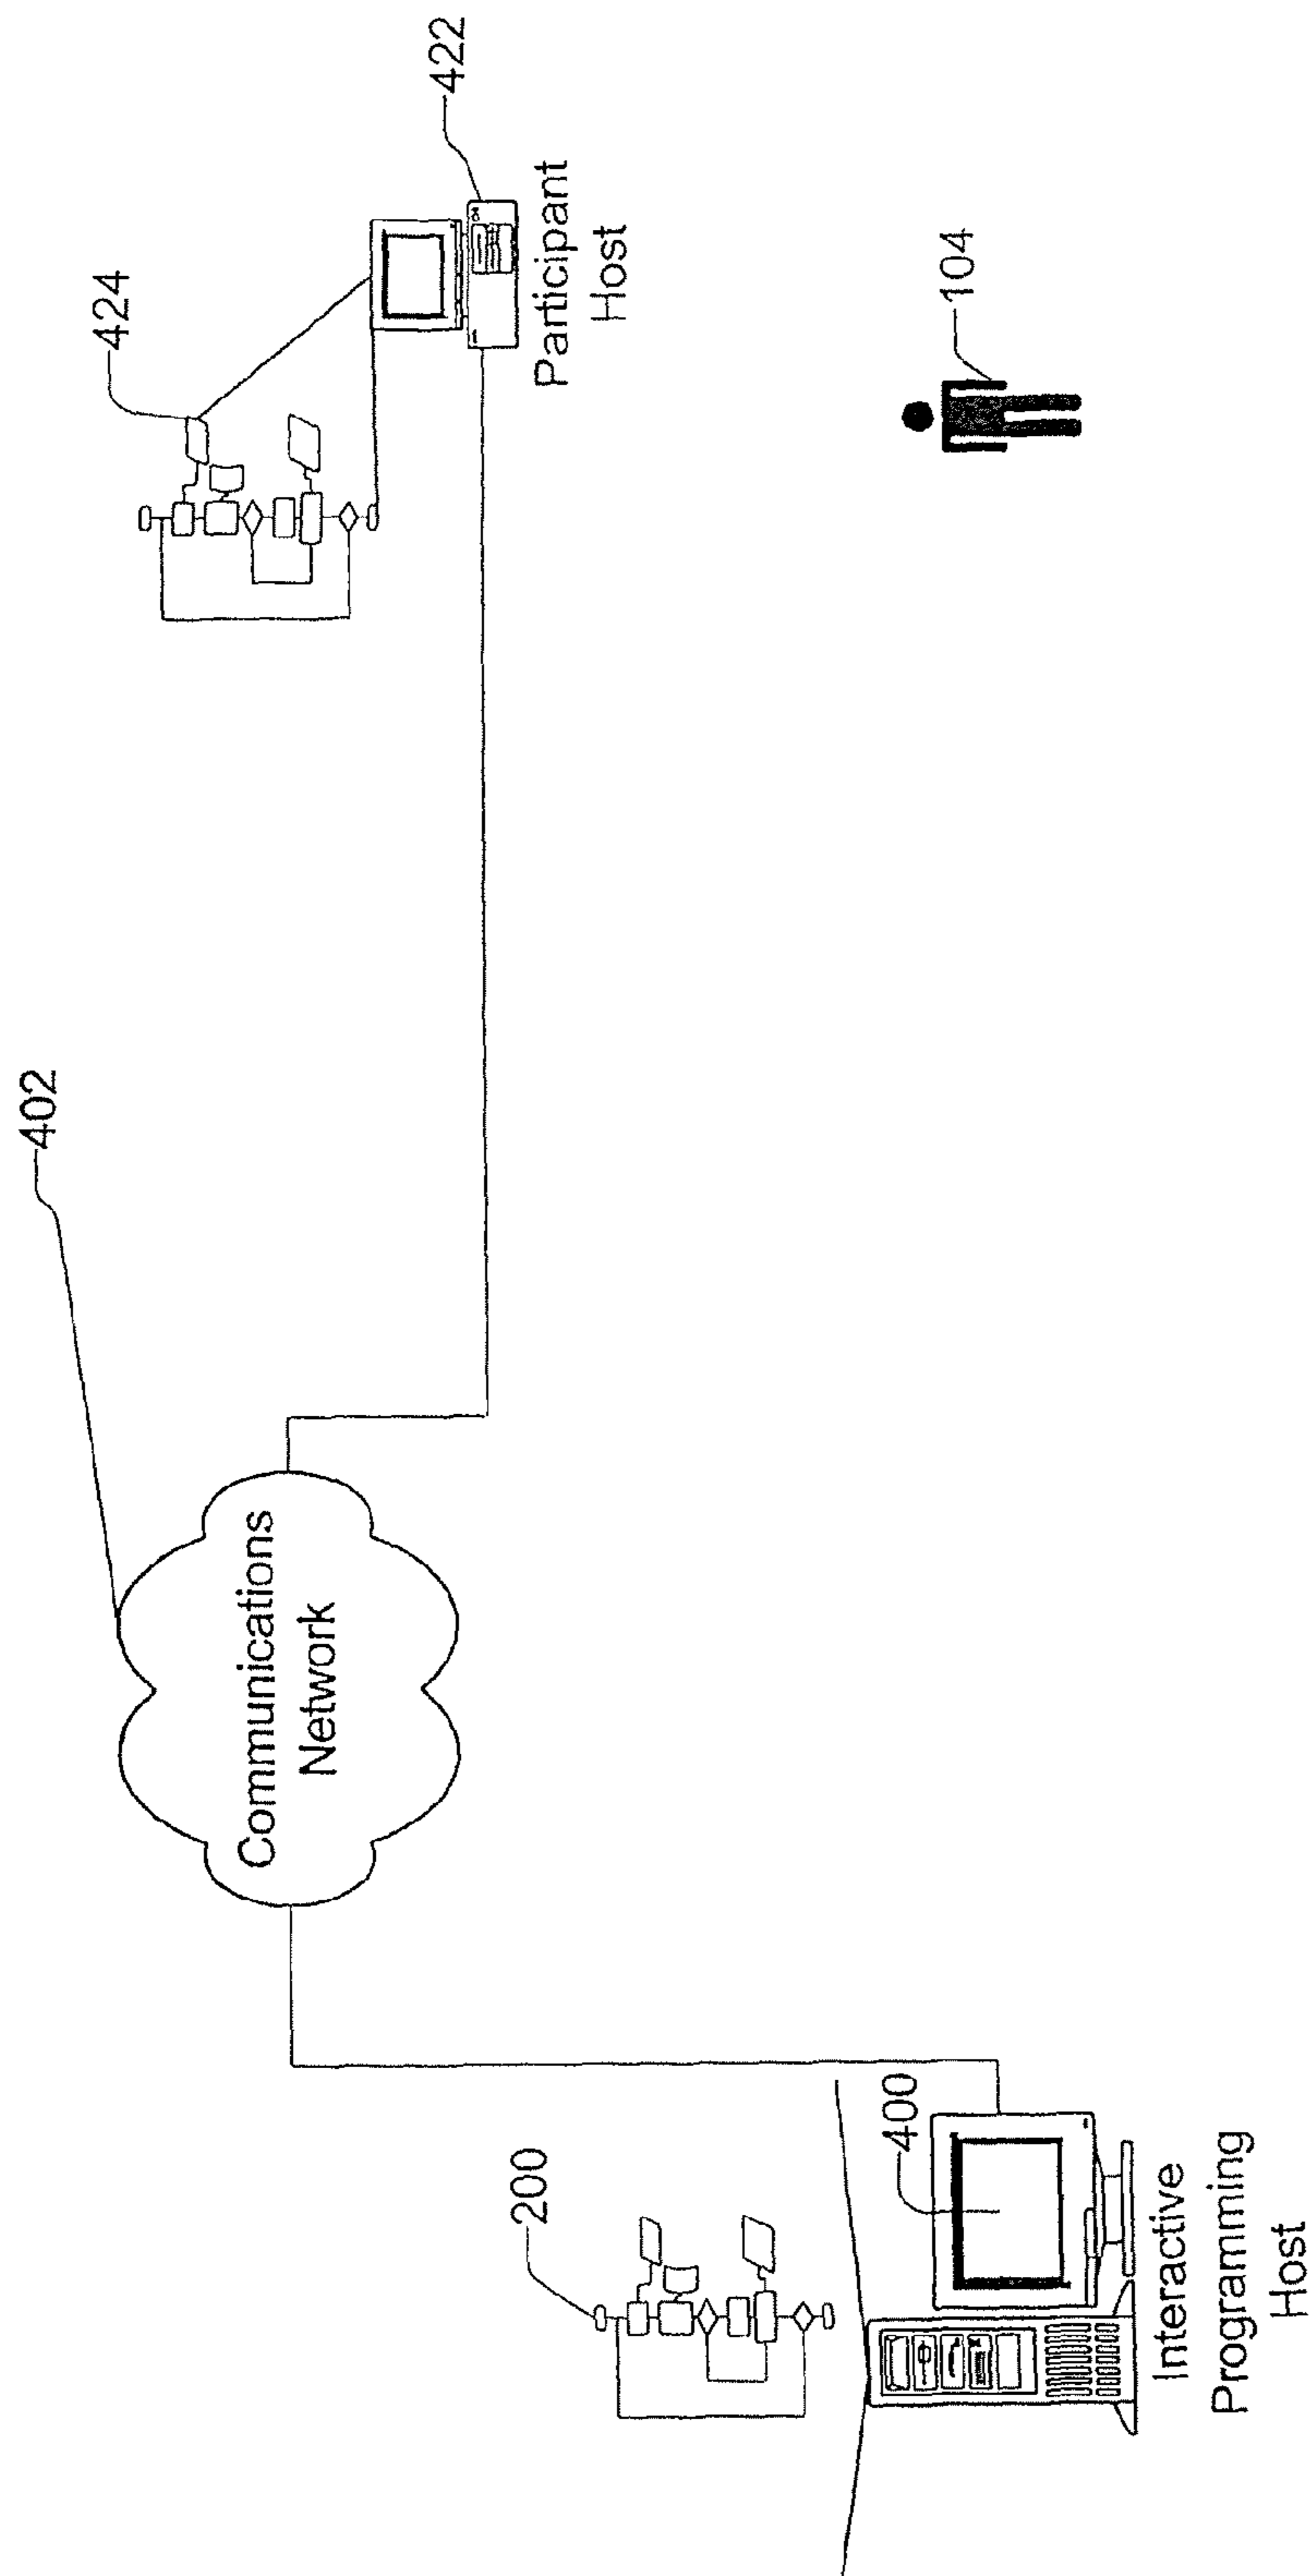 402
424
422
Communications
Network
Participant
Host
200
400
104
Interactive
Programming
Host